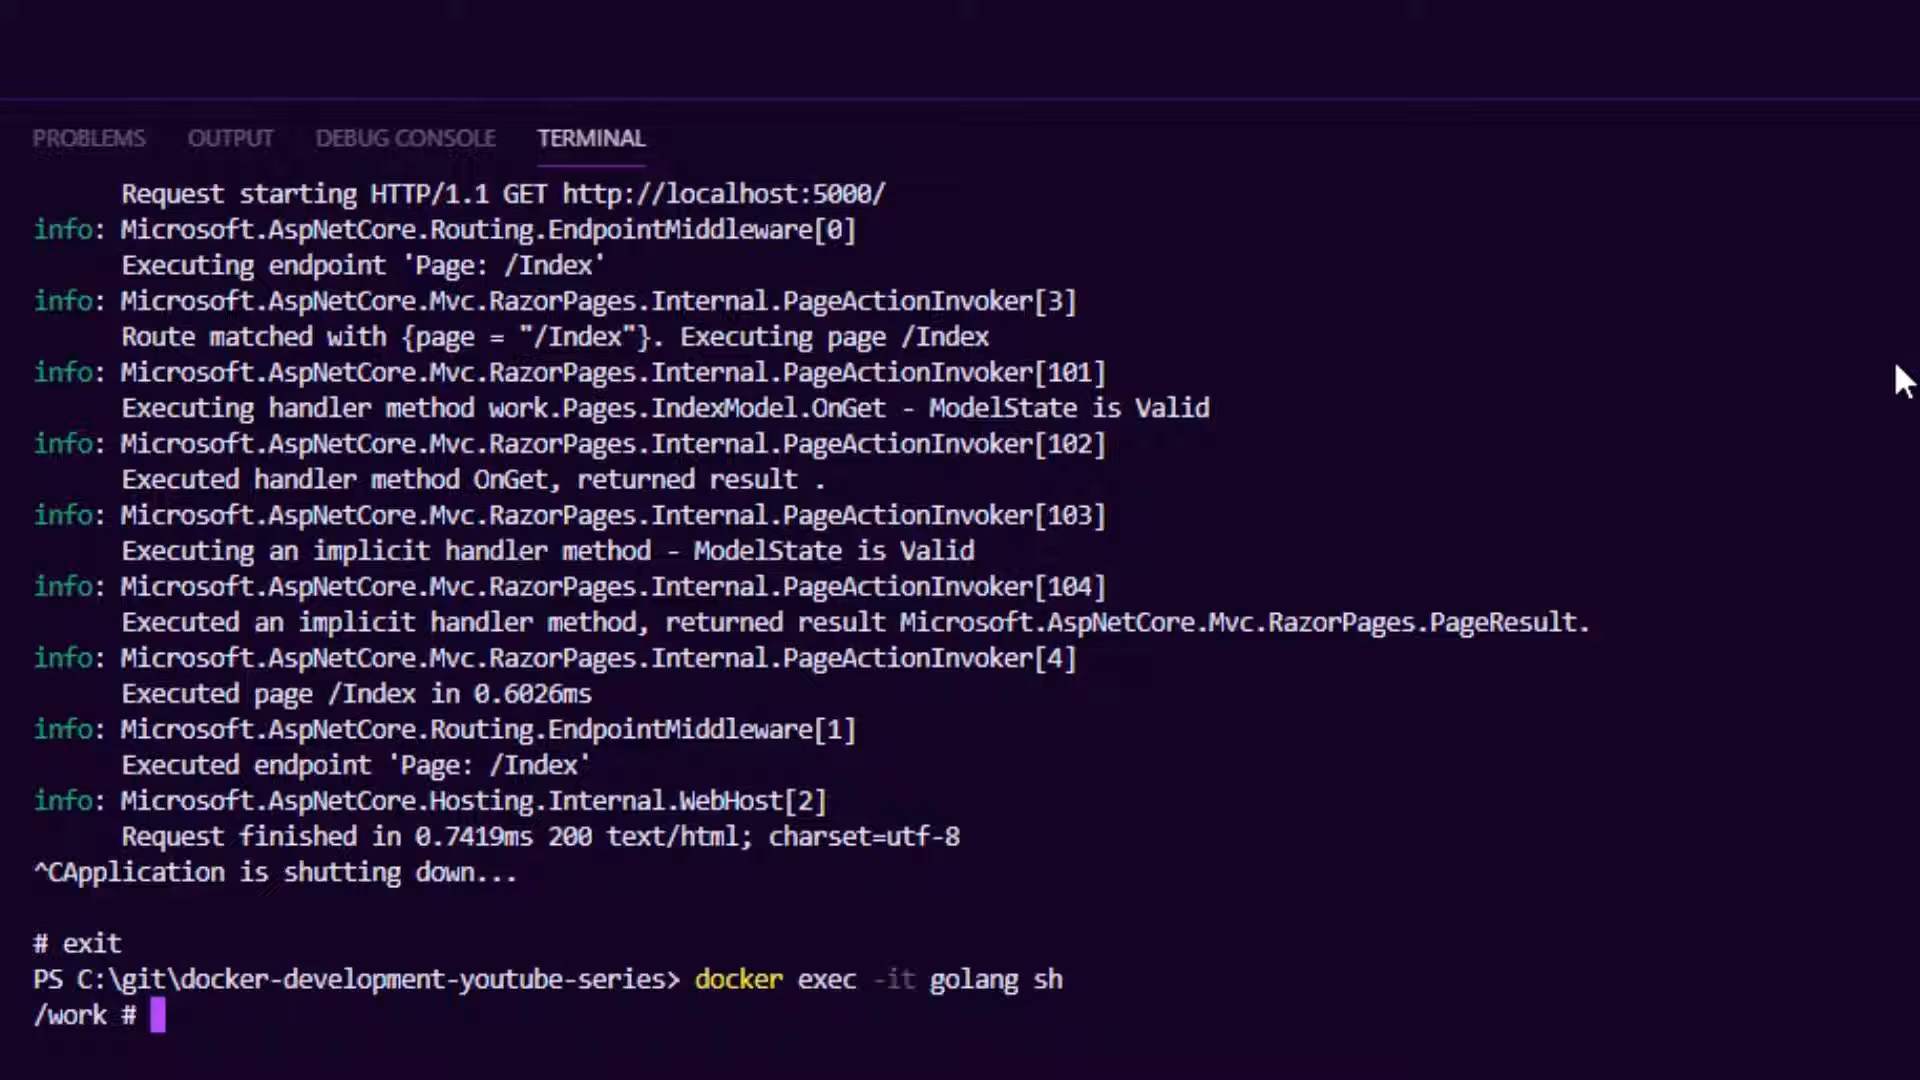 PROBLEMS OUTPUT DEBUG CONSOLE TERMINAL
Request starting HTTP/1.1 GET http://localhost:5000/
info: Microsoft.AspNetCore.Routing.EndpointMiddleware[0]
Executing endpoint 'Page: /Index'
info: Microsoft.AspNetCore.Mvc.RazorPages.Internal.PageActionInvoker[3]
Route matched with {page = "/Index"}. Executing page /Index
info: Microsoft.AspNetCore.Mvc.RazorPages.Internal.PageActionInvoker[101]
Executing handler method work.Pages.IndexModel.OnGet - ModelState is Valid
info: Microsoft.AspNetCore.Mvc.RazorPages.Internal.PageActionInvoker[102]
Executed handler method OnGet, returned result .
info: Microsoft.AspNetCore.Mvc.RazorPages.Internal.PageActionInvoker[103]
Executing an implicit handler method - ModelState is Valid
info: Microsoft.AspNetCore.Mvc.RazorPages.Internal.PageActionInvoker[104]
Executed an implicit handler method, returned result Microsoft.AspNetCore.Mvc.RazorPages.PageResult.
info: Microsoft.AspNetCore.Mvc.RazorPages.Internal.PageActionInvoker[4]
Executed page /Index in 0.6026ms
info: Microsoft.AspNetCore.Routing.EndpointMiddleware[1]
Executed endpoint 'Page: /Index'
info: Microsoft.AspNetCore.Hosting.Internal.WebHost[2]
Request finished in 0.7419ms 200 text/html; charset=utf-8
^CApplication is shutting down...
# exit
PS C:\git\docker-development-youtube-series> docker exec -it golang sh
/work #